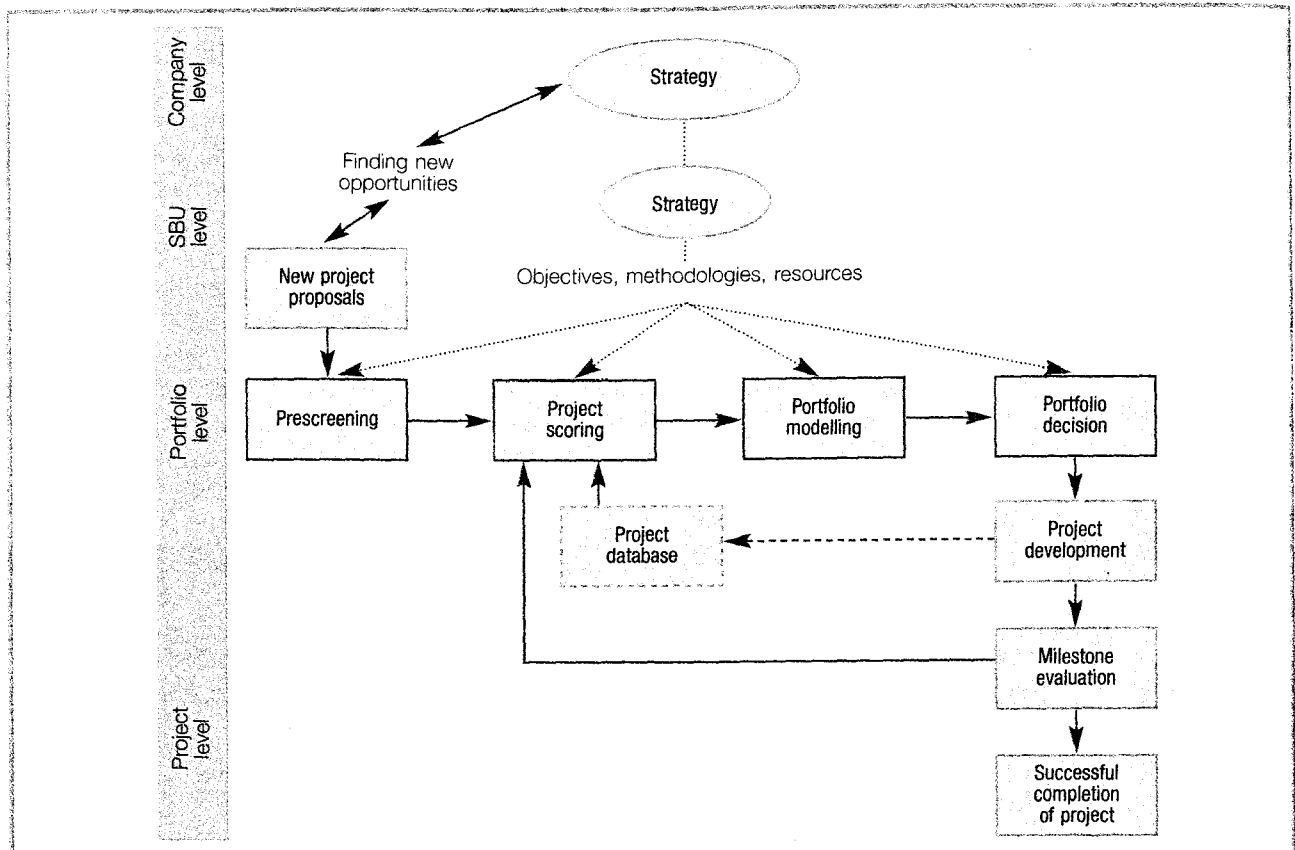 Company
level
Strategy
Finding new
opportunities
SBU
level
Strategy
New project
proposals
Objectives, methodologies, resources
Portfolio
level
Prescreening
Project
scoring
Portfolio
modelling
Portfolio
decision
Project
database
Project
development
Milestone
evaluation
Project
level
Successful
completion
of project